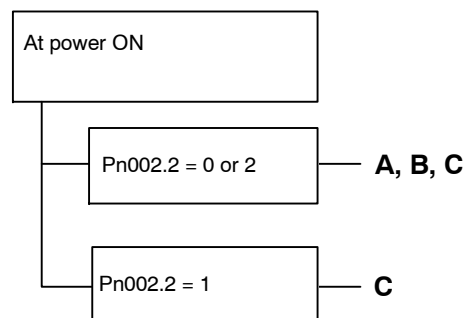 At power ON
Pn002.2 = 0 or 2
A, B, C
Pn002.2 = 1
C